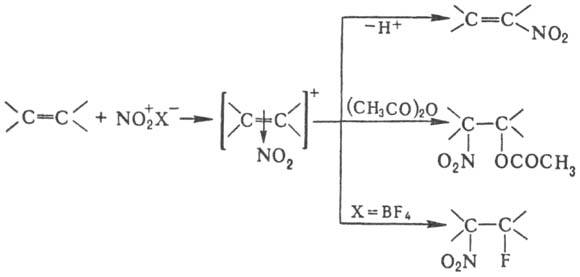 C=C
NO₂
−H⁺
C=C + NO₂⁺X⁻ → [C=C]⁺
NO₂
(CH₃CO)₂O
C—C
O₂N OCOCH₃
X=BF₄
C—C
O₂N F